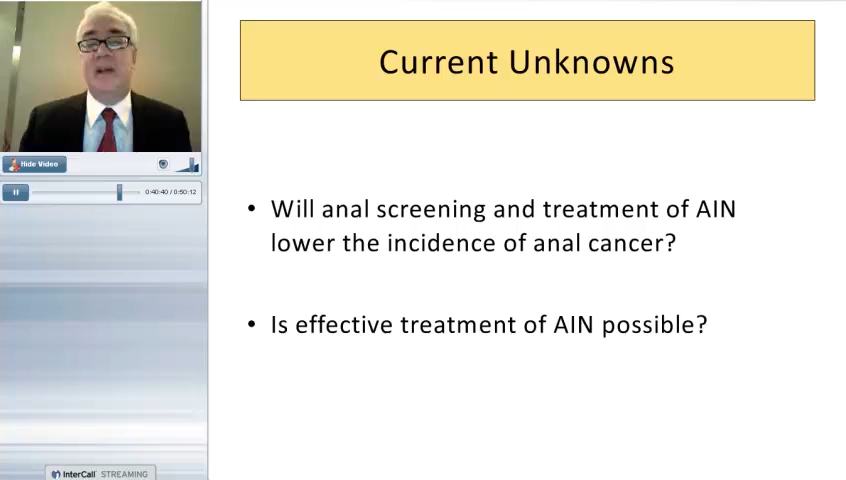 Current Unknowns
Hide Video
0:40:40 / 0:50:12
• Will anal screening and treatment of AIN
lower the incidence of anal cancer?
• Is effective treatment of AIN possible?
InterCall STREAMING